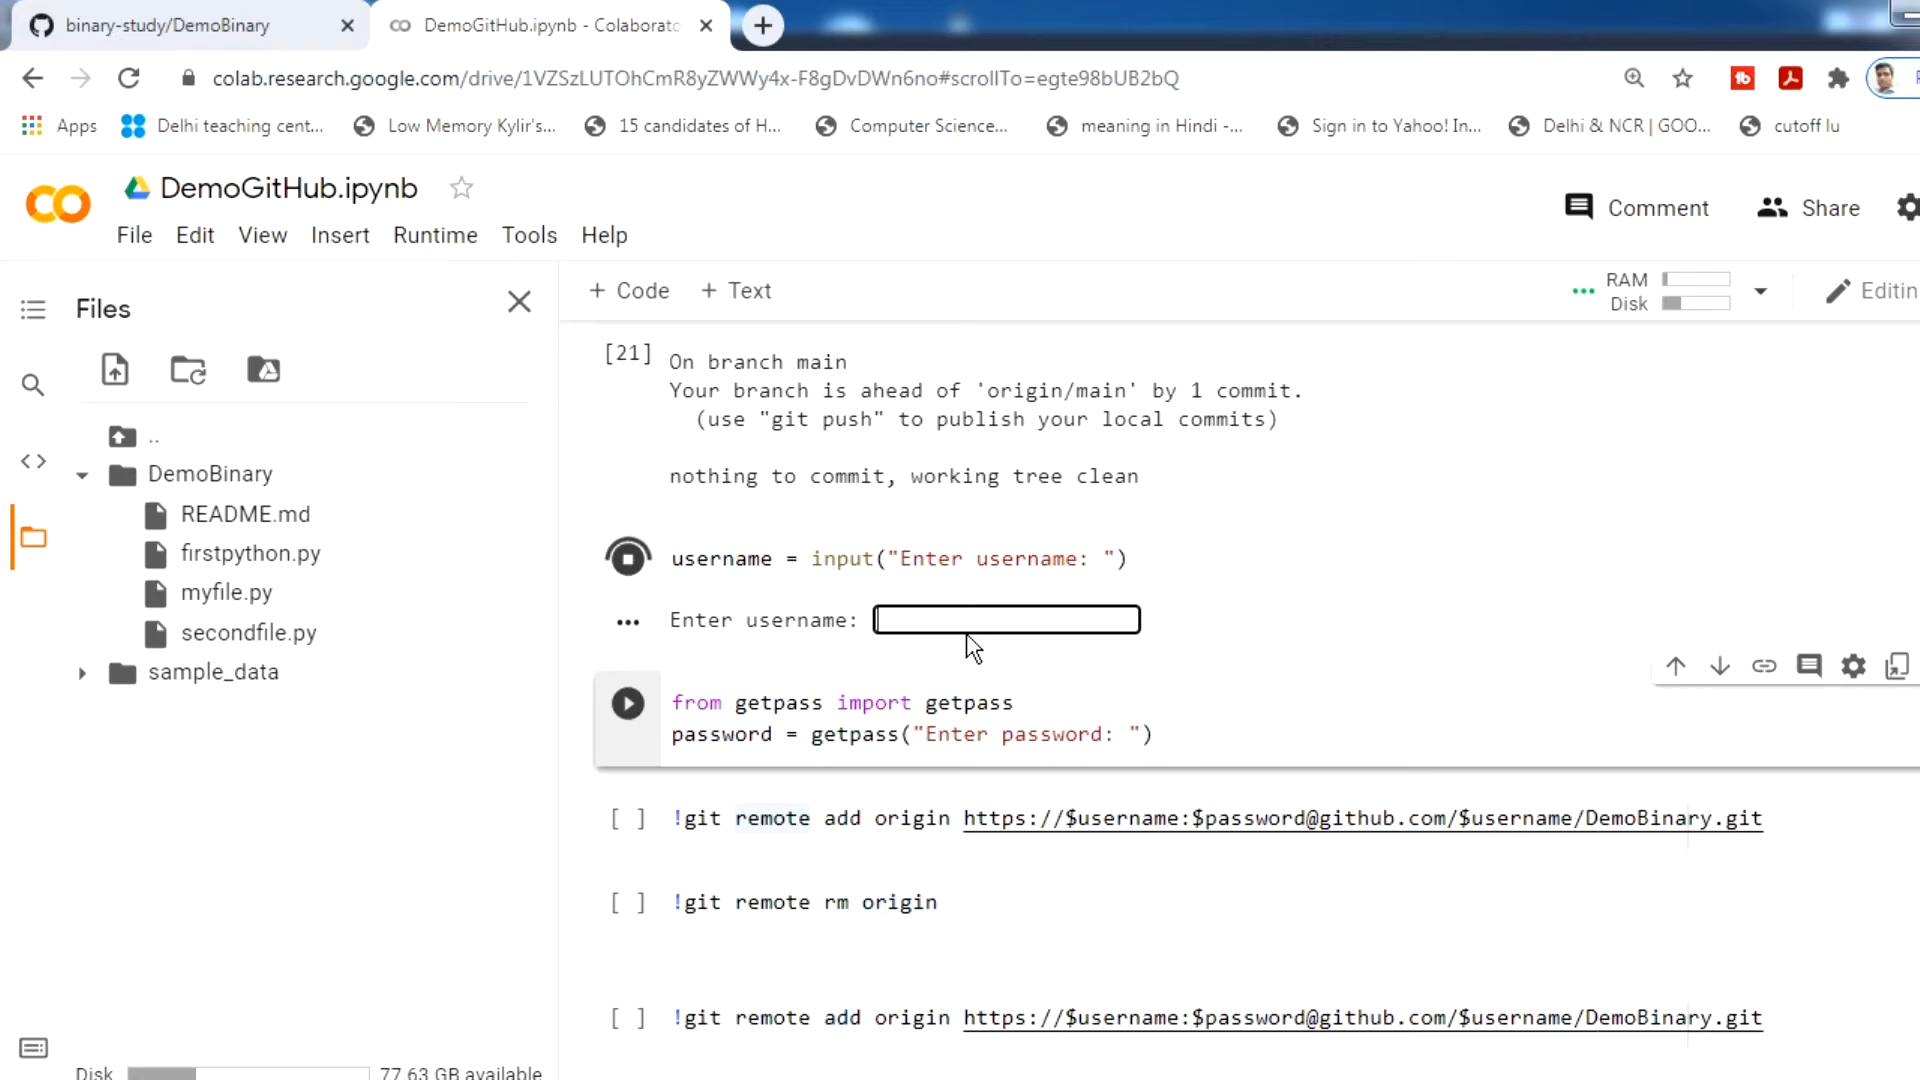 binary-study/DemoBinary
DemoGitHub.ipynb - Colaborato
colab.research.google.com/drive/1VZSzLUTOhCmR8yZWWy4x-F8gDvDWn6no#scrollTo=egte98bUB2bQ
Apps Delhi teaching cent... Low Memory Kylir's... 15 candidates of H... Computer Science... meaning in Hindi -... Sign in to Yahoo! In... Delhi & NCR | GOO... cutoff lu
CO DemoGitHub.ipynb
Comment Share
File Edit View Insert Runtime Tools Help
Files
+ Code + Text
RAM
Disk
Editin
..
DemoBinary
README.md
firstpython.py
myfile.py
secondfile.py
sample_data
Disk 77.63 GB available
[21] On branch main
Your branch is ahead of 'origin/main' by 1 commit.
(use "git push" to publish your local commits)
nothing to commit, working tree clean
username = input("Enter username: ")
Enter username:
from getpass import getpass
password = getpass("Enter password: ")
[ ] !git remote add origin https://$username:$password@github.com/$username/DemoBinary.git
[ ] !git remote rm origin
[ ] !git remote add origin https://$username:$password@github.com/$username/DemoBinary.git